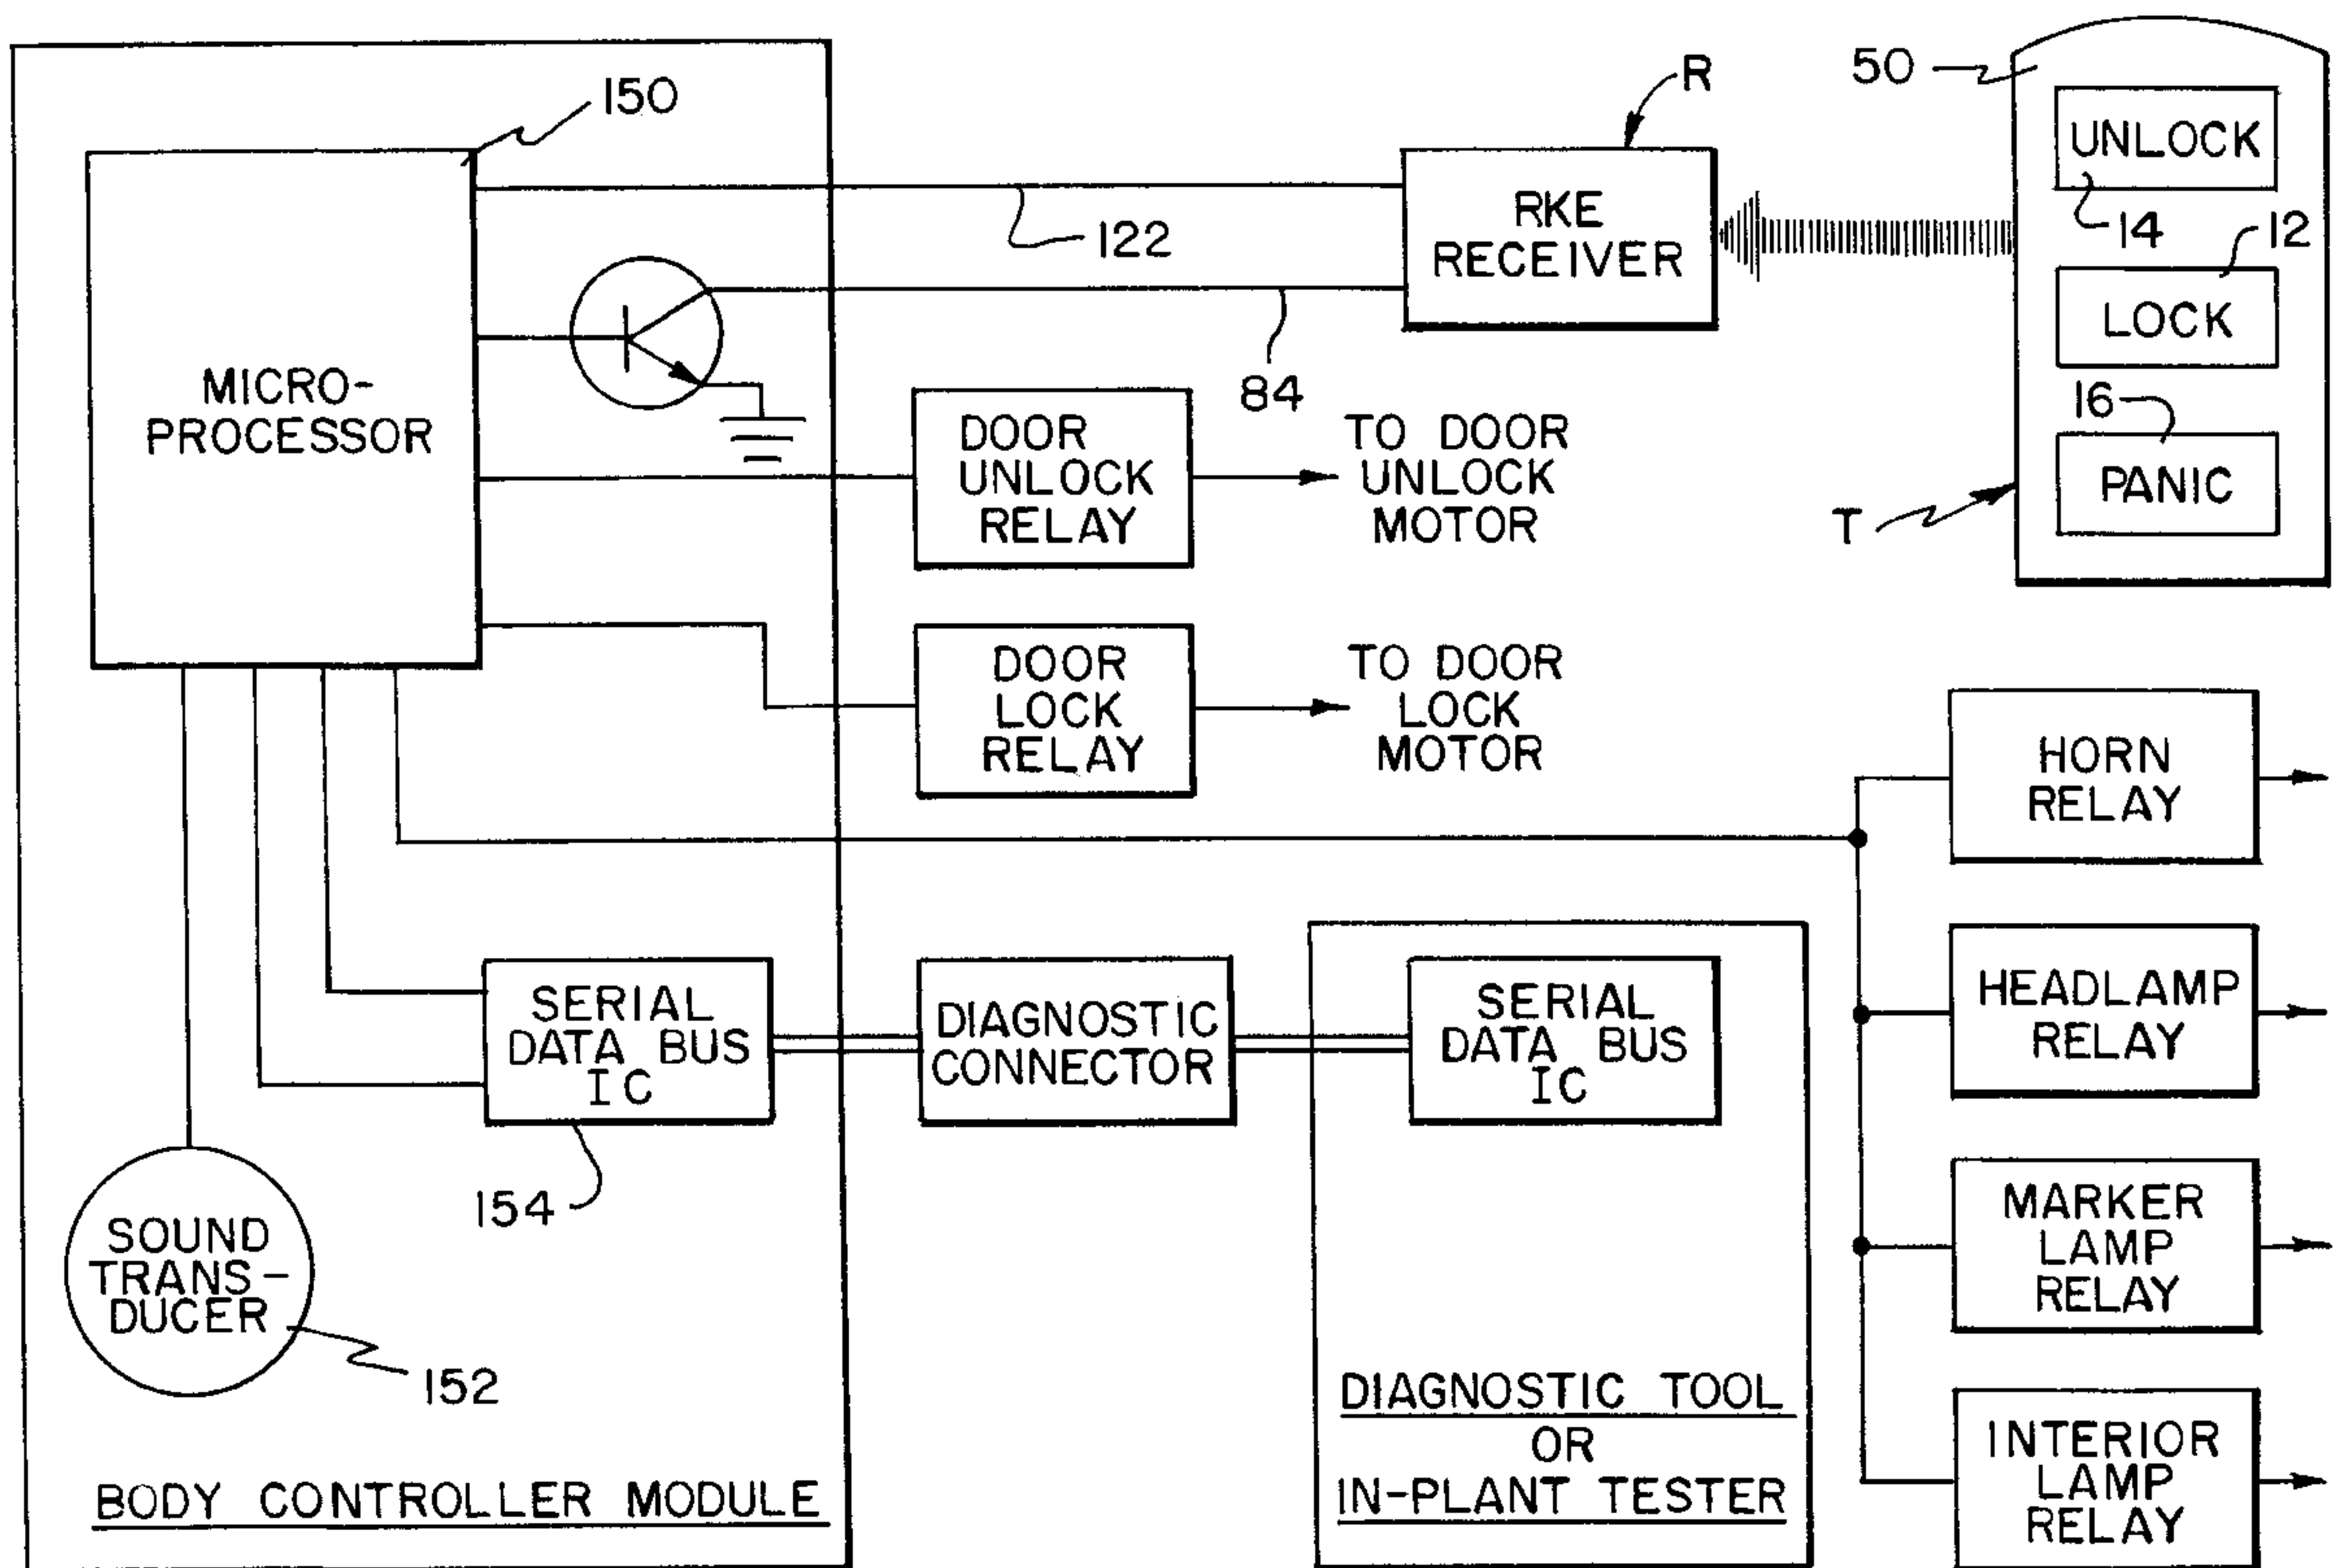 150
MICRO-
PROCESSOR
122
84
R
RKE
RECEIVER
50
UNLOCK
14
12
LOCK
16
PANIC
T
DOOR
UNLOCK
RELAY
TO DOOR
UNLOCK
MOTOR
DOOR
LOCK
RELAY
TO DOOR
LOCK
MOTOR
HORN
RELAY
HEADLAMP
RELAY
MARKER
LAMP
RELAY
INTERIOR
LAMP
RELAY
SERIAL
DATA BUS
IC
154
DIAGNOSTIC
CONNECTOR
SERIAL
DATA BUS
IC
SOUND
TRANS-
DUCER
152
BODY CONTROLLER MODULE
DIAGNOSTIC TOOL
OR
IN-PLANT TESTER